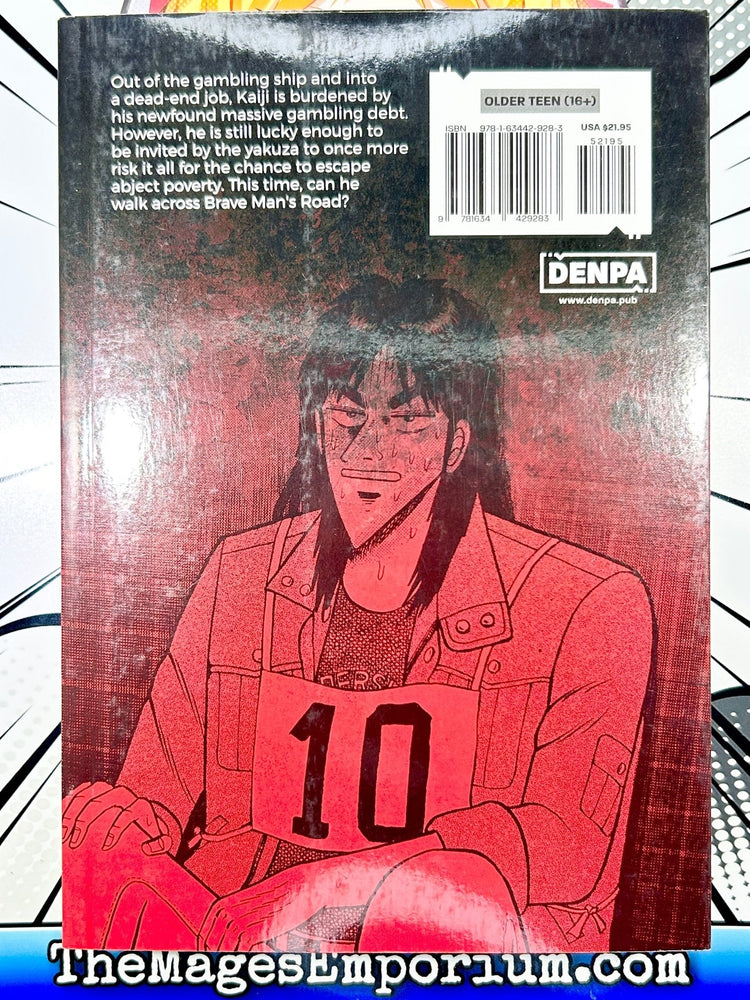 Out of the gambling ship and into
a dead-end job, Kaiji is burdened by
his newfound massive gambling debt.
However, he is still lucky enough to
be invited by the yakuza to once more
risk it all for the chance to escape
abject poverty. This time, can he
walk across Brave Man's Road?
OLDER TEEN (16+)
ISBN 978-1-63442-928-3 USA $21.95
52195
9 781634 429283
DENPA
www.denpa.pub
DERS
10
TheMagesEmporium.com